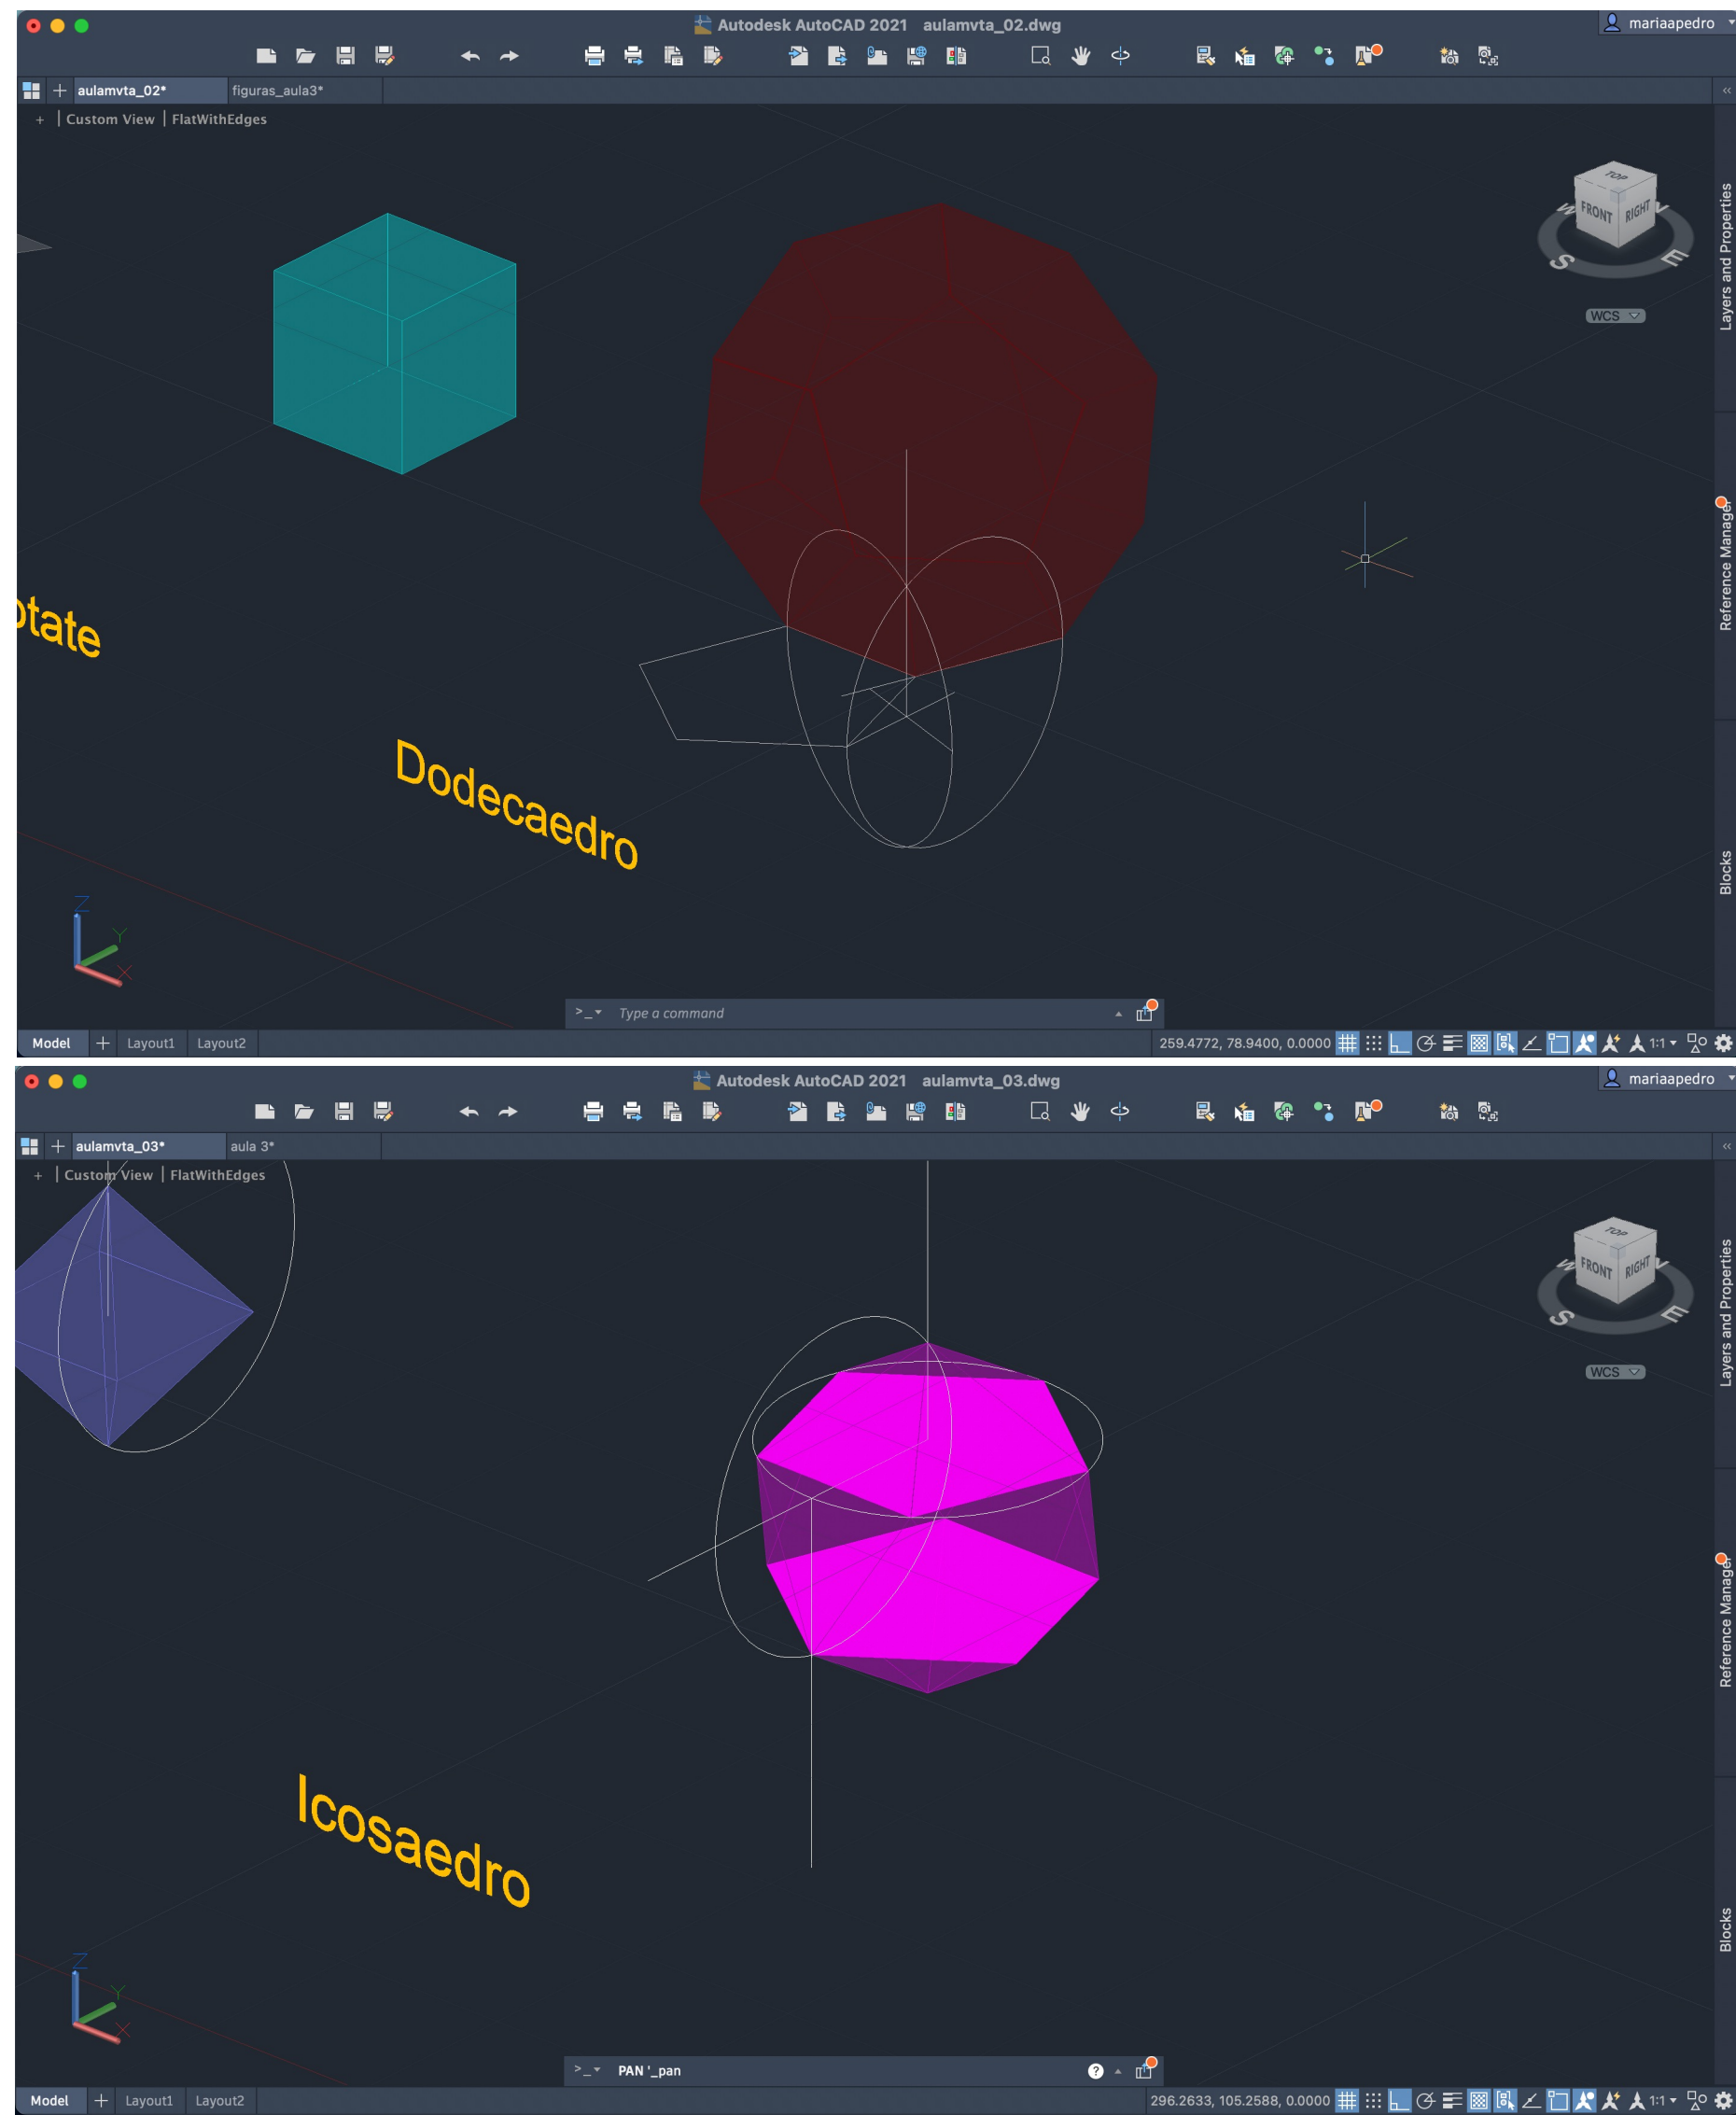 Autodesk AutoCAD 2021 aulamvta_02.dwg
mariaapedro
aulamvta_02*
figuras_aula3*
+ | Custom View | FlatWithEdges
TOP
FRONT
RIGHT
W
S
E
WCS
Layers and Properties
Reference Manager
Blocks
otate
Dodecaedro
Z
Y
X
>_ Type a command
Model
Layout1
Layout2
259.4772, 78.9400, 0.0000
1:1
Autodesk AutoCAD 2021 aulamvta_03.dwg
mariaapedro
aulamvta_03*
aula 3*
+ | Custom View | FlatWithEdges
TOP
FRONT
RIGHT
W
S
E
WCS
Layers and Properties
Reference Manager
Blocks
Icosaedro
Z
Y
X
>_ PAN '_pan
Model
Layout1
Layout2
296.2633, 105.2588, 0.0000
1:1